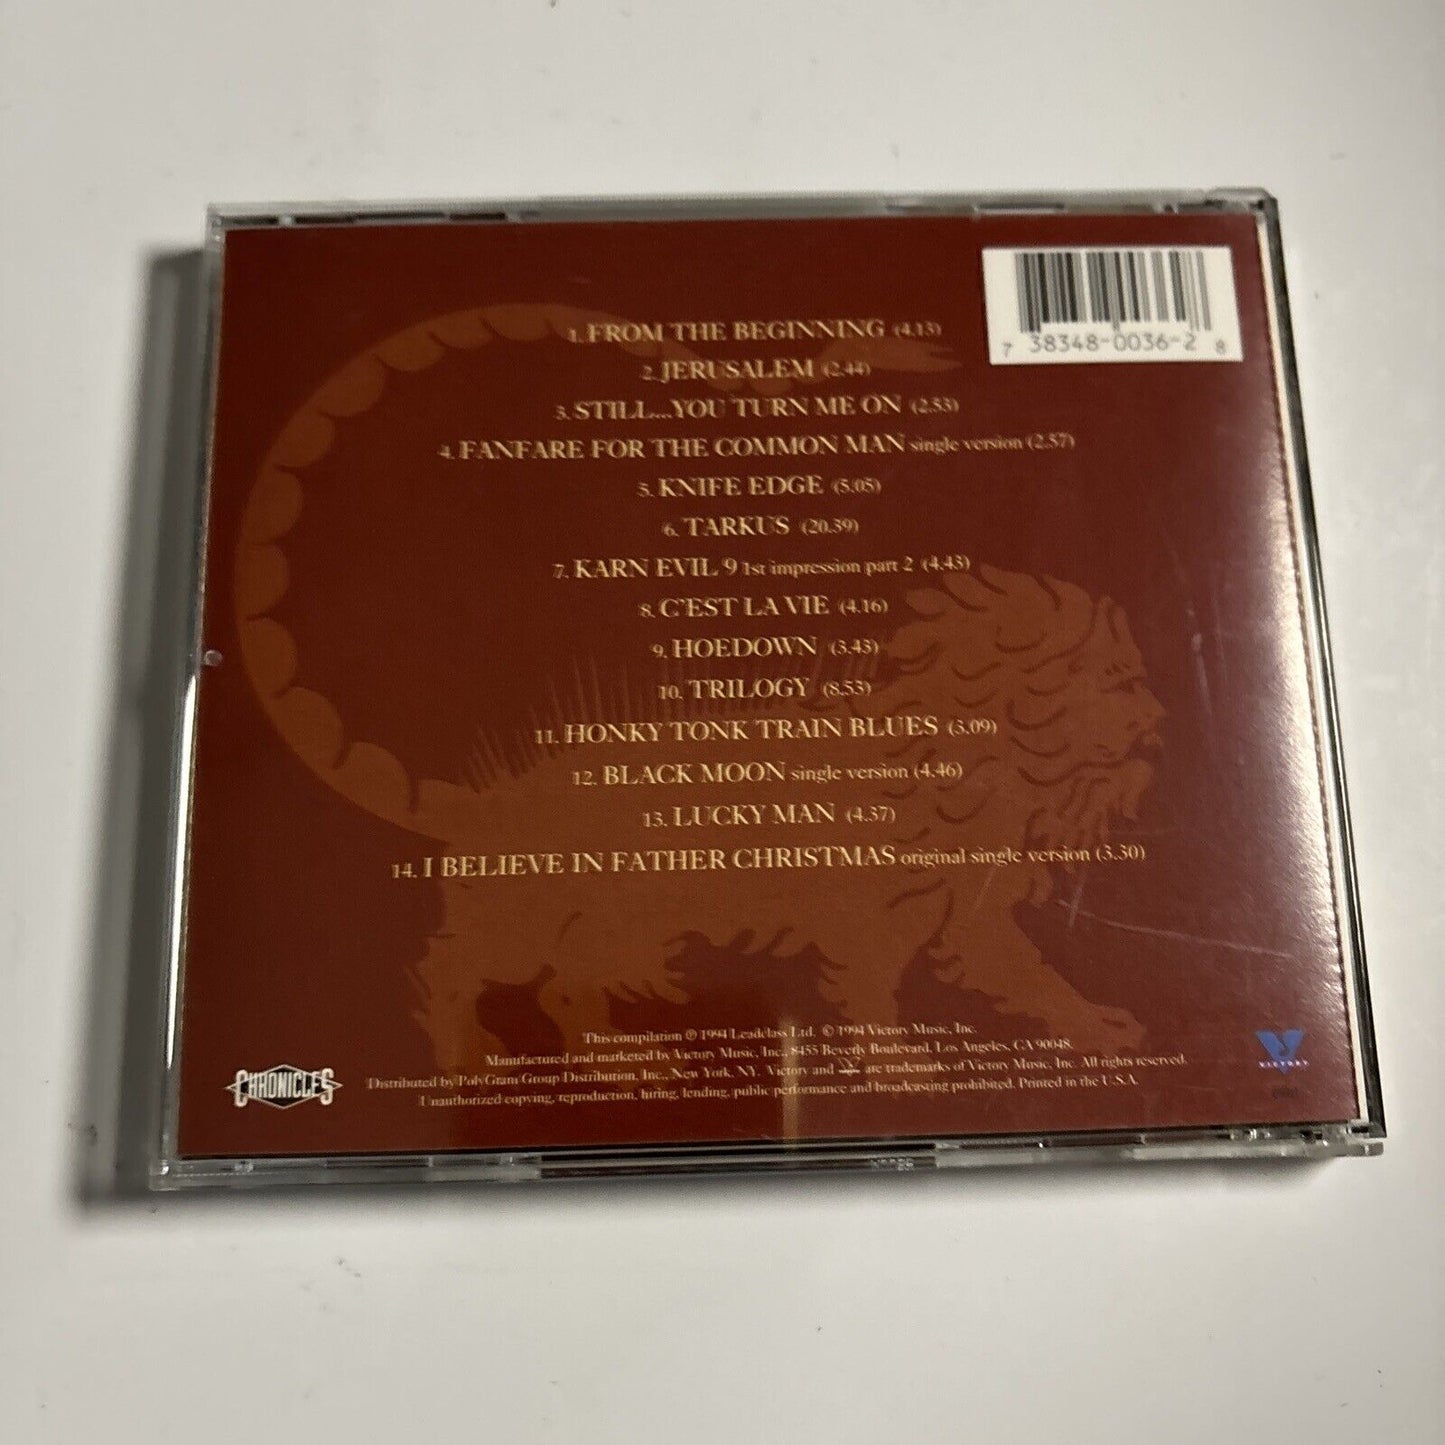 7 38348-0036-2 8
1. FROM THE BEGINNING (4.13)
2. JERUSALEM (2.44)
3. STILL...YOU TURN ME ON (2.53)
4. FANFARE FOR THE COMMON MAN single version (2.57)
5. KNIFE EDGE (5.05)
6. TARKUS (20.39)
7. KARN EVIL 9 1st impression part 2 (4.43)
8. C'EST LA VIE (4.16)
9. HOEDOWN (3.43)
10. TRILOGY (8.53)
11. HONKY TONK TRAIN BLUES (3.09)
12. BLACK MOON single version (4.46)
13. LUCKY MAN (4.37)
14. I BELIEVE IN FATHER CHRISTMAS original single version (3.30)
This compilation ℗ 1994 Leadclass Ltd. © 1994 Victory Music, Inc.
Manufactured and marketed by Victory Music, Inc., 8455 Beverly Boulevard, Los Angeles, CA 90048.
Distributed by PolyGram Group Distribution, Inc., New York, NY. Victory and are trademarks of Victory Music, Inc. All rights reserved.
Unauthorized copying, reproduction, hiring, lending, public performance and broadcasting prohibited. Printed in the U.S.A.
CHRONICLES
VICTORY